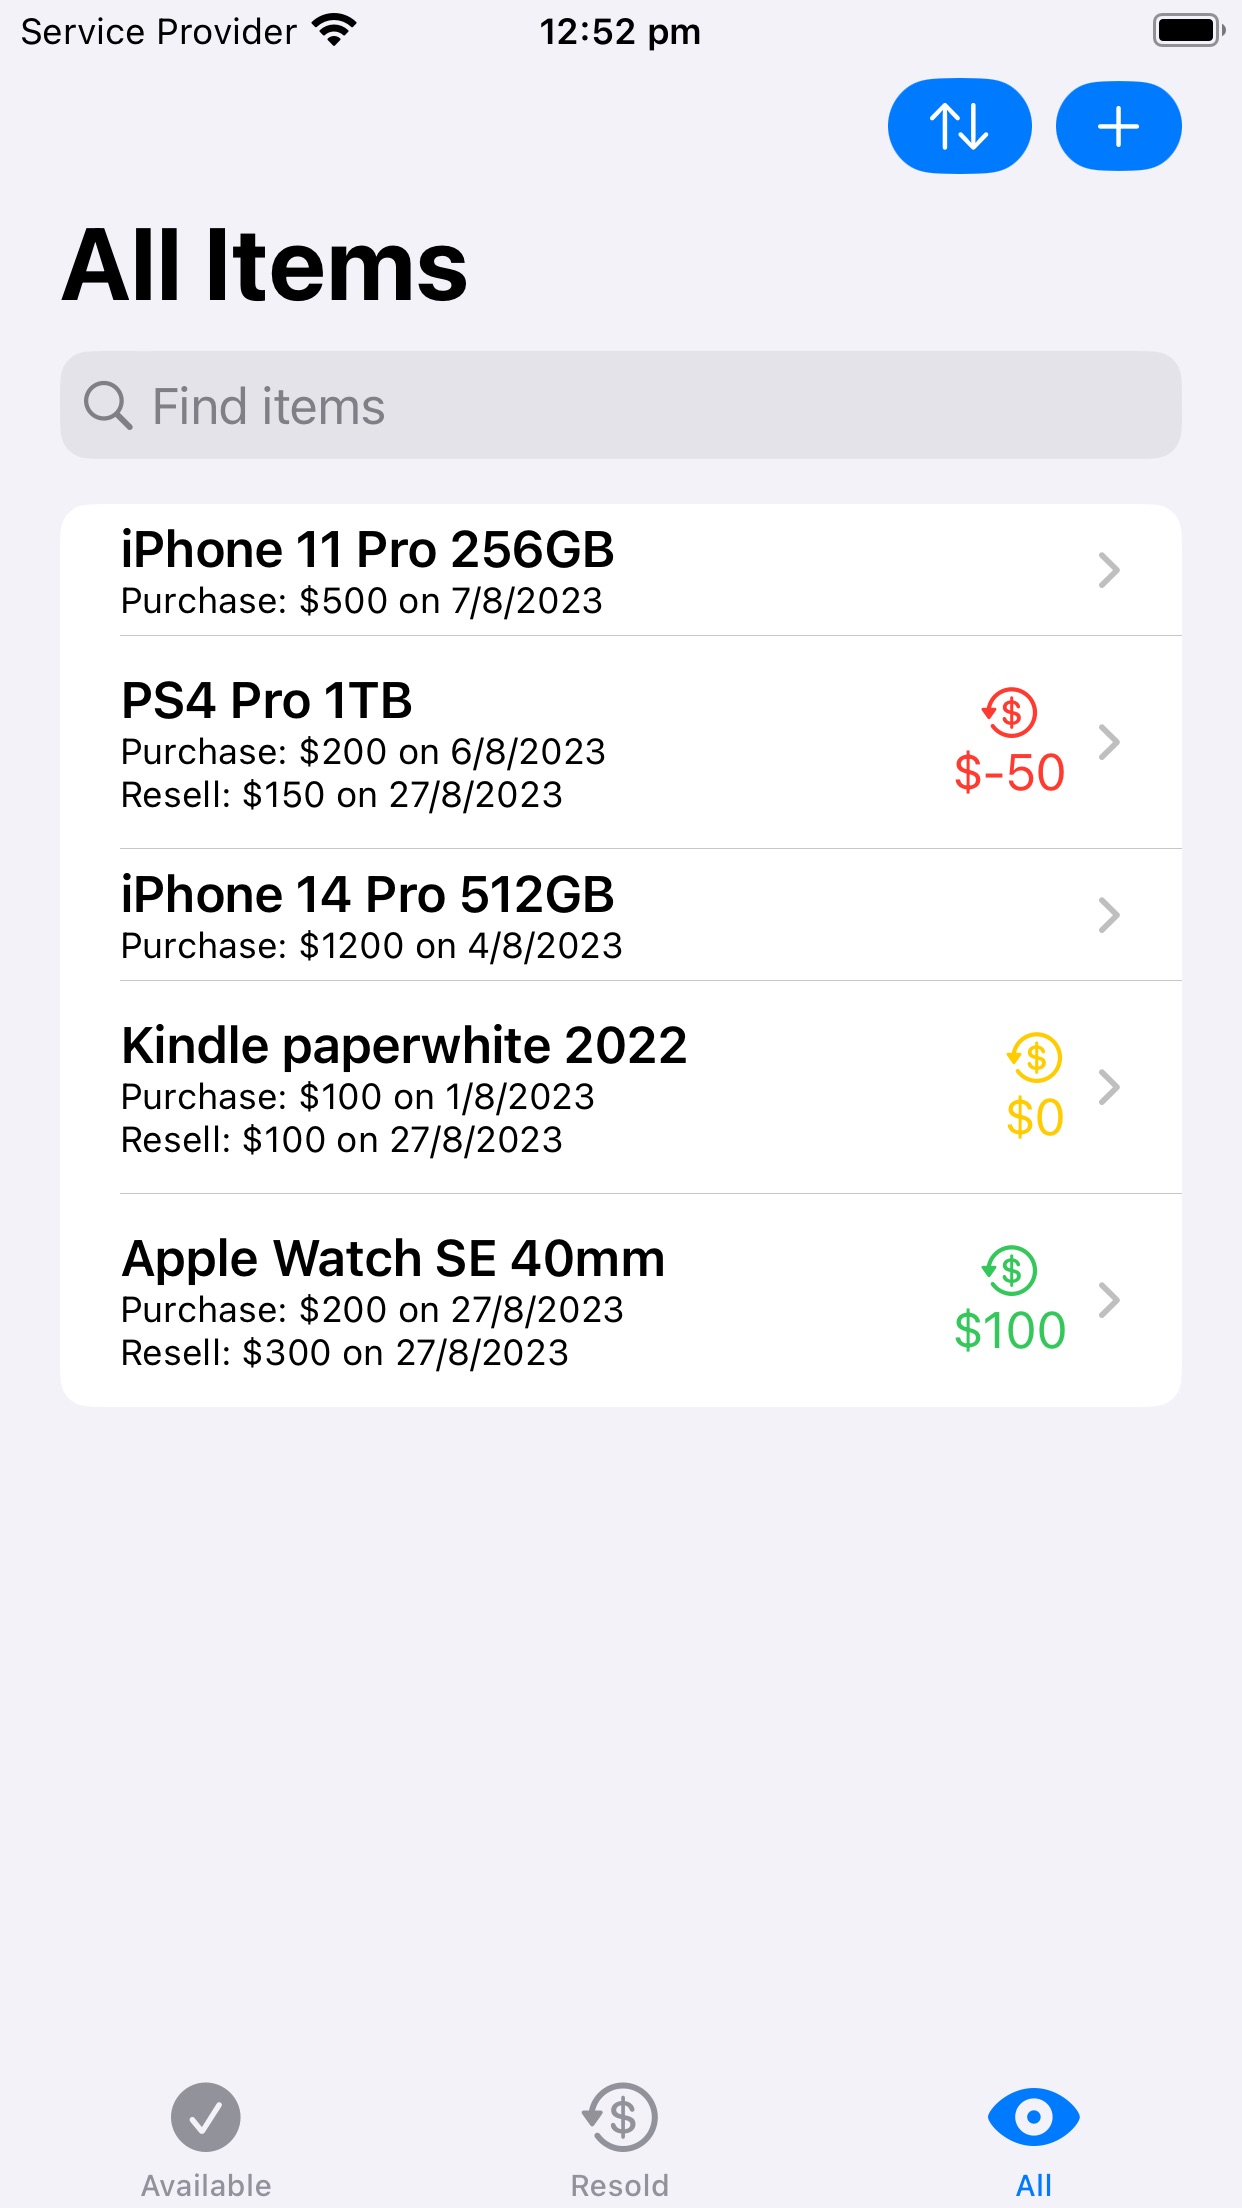 Service Provider 12:52 pm
All Items
Find items
iPhone 11 Pro 256GB
Purchase: $500 on 7/8/2023
PS4 Pro 1TB
Purchase: $200 on 6/8/2023
Resell: $150 on 27/8/2023
$-50
iPhone 14 Pro 512GB
Purchase: $1200 on 4/8/2023
Kindle paperwhite 2022
Purchase: $100 on 1/8/2023
Resell: $100 on 27/8/2023
$0
Apple Watch SE 40mm
Purchase: $200 on 27/8/2023
Resell: $300 on 27/8/2023
$100
Available Resold All